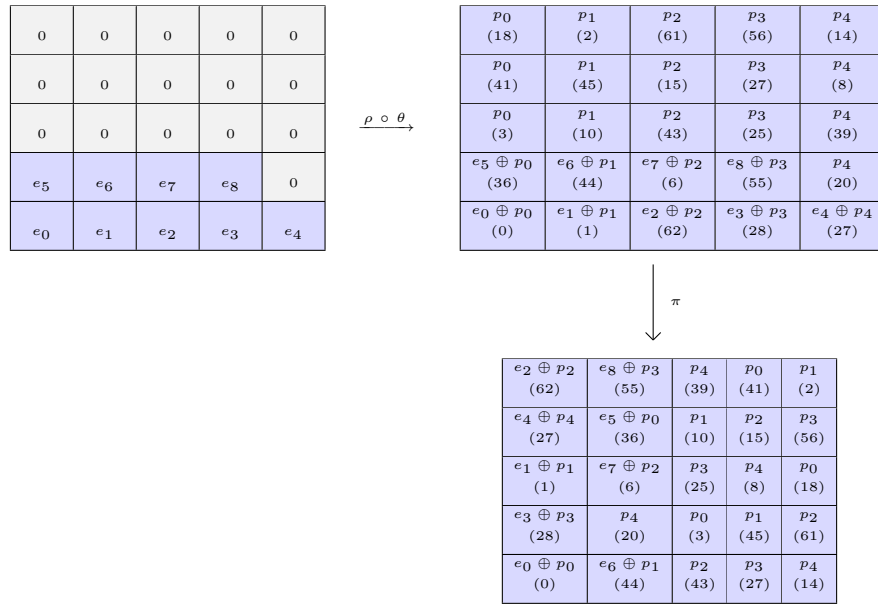 0 0 0 0 0
0 0 0 0 0
0 0 0 0 0
e₅ e₆ e₇ e₈ 0
e₀ e₁ e₂ e₃ e₄
ρ ∘ θ
p₀ p₁ p₂ p₃ p₄
(18) (2) (61) (56) (14)
p₀ p₁ p₂ p₃ p₄
(41) (45) (15) (27) (8)
p₀ p₁ p₂ p₃ p₄
(3) (10) (43) (25) (39)
e₅ ⊕ p₀ e₆ ⊕ p₁ e₇ ⊕ p₂ e₈ ⊕ p₃ p₄
(36) (44) (6) (55) (20)
e₀ ⊕ p₀ e₁ ⊕ p₁ e₂ ⊕ p₂ e₃ ⊕ p₃ e₄ ⊕ p₄
(0) (1) (62) (28) (27)
π
e₂ ⊕ p₂ e₈ ⊕ p₃ p₄ p₀ p₁
(62) (55) (39) (41) (2)
e₄ ⊕ p₄ e₅ ⊕ p₀ p₁ p₂ p₃
(27) (36) (10) (15) (56)
e₁ ⊕ p₁ e₇ ⊕ p₂ p₃ p₄ p₀
(1) (6) (25) (8) (18)
e₃ ⊕ p₃ p₄ p₀ p₁ p₂
(28) (20) (3) (45) (61)
e₀ ⊕ p₀ e₆ ⊕ p₁ p₂ p₃ p₄
(0) (44) (43) (27) (14)